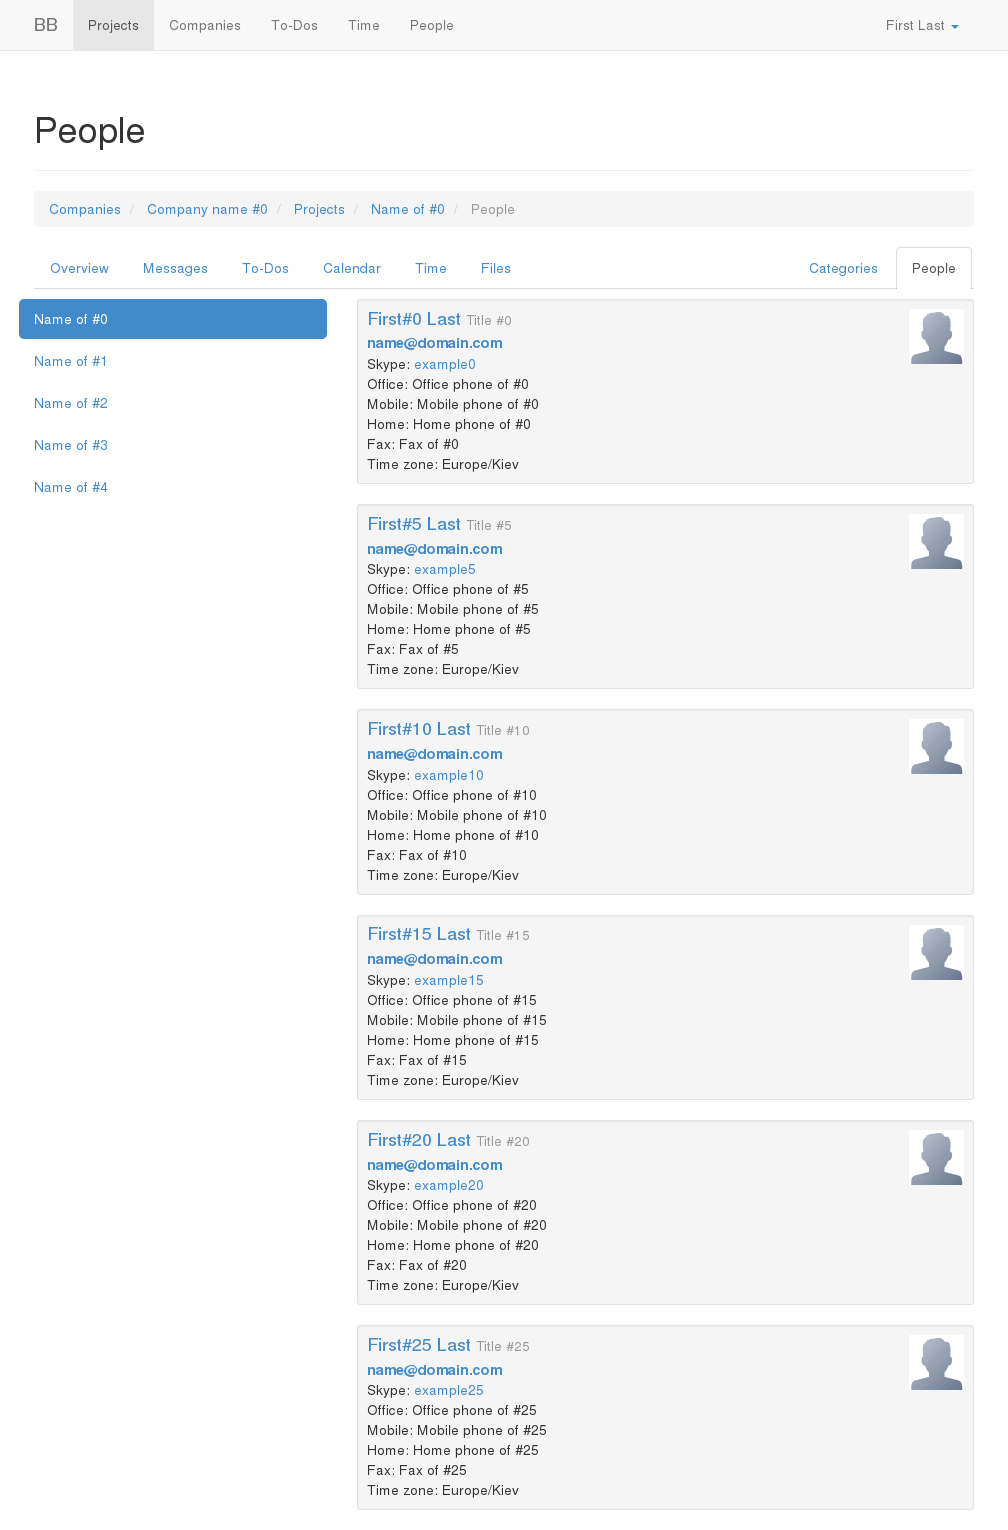 BB Projects Companies To-Dos Time People First Last
People
Companies / Company name #0 / Projects / Name of #0 / People
Overview Messages To-Dos Calendar Time Files Categories People
Name of #0
Name of #1
Name of #2
Name of #3
Name of #4
First#0 Last Title #0
name@domain.com
Skype: example0
Office: Office phone of #0
Mobile: Mobile phone of #0
Home: Home phone of #0
Fax: Fax of #0
Time zone: Europe/Kiev
First#5 Last Title #5
name@domain.com
Skype: example5
Office: Office phone of #5
Mobile: Mobile phone of #5
Home: Home phone of #5
Fax: Fax of #5
Time zone: Europe/Kiev
First#10 Last Title #10
name@domain.com
Skype: example10
Office: Office phone of #10
Mobile: Mobile phone of #10
Home: Home phone of #10
Fax: Fax of #10
Time zone: Europe/Kiev
First#15 Last Title #15
name@domain.com
Skype: example15
Office: Office phone of #15
Mobile: Mobile phone of #15
Home: Home phone of #15
Fax: Fax of #15
Time zone: Europe/Kiev
First#20 Last Title #20
name@domain.com
Skype: example20
Office: Office phone of #20
Mobile: Mobile phone of #20
Home: Home phone of #20
Fax: Fax of #20
Time zone: Europe/Kiev
First#25 Last Title #25
name@domain.com
Skype: example25
Office: Office phone of #25
Mobile: Mobile phone of #25
Home: Home phone of #25
Fax: Fax of #25
Time zone: Europe/Kiev